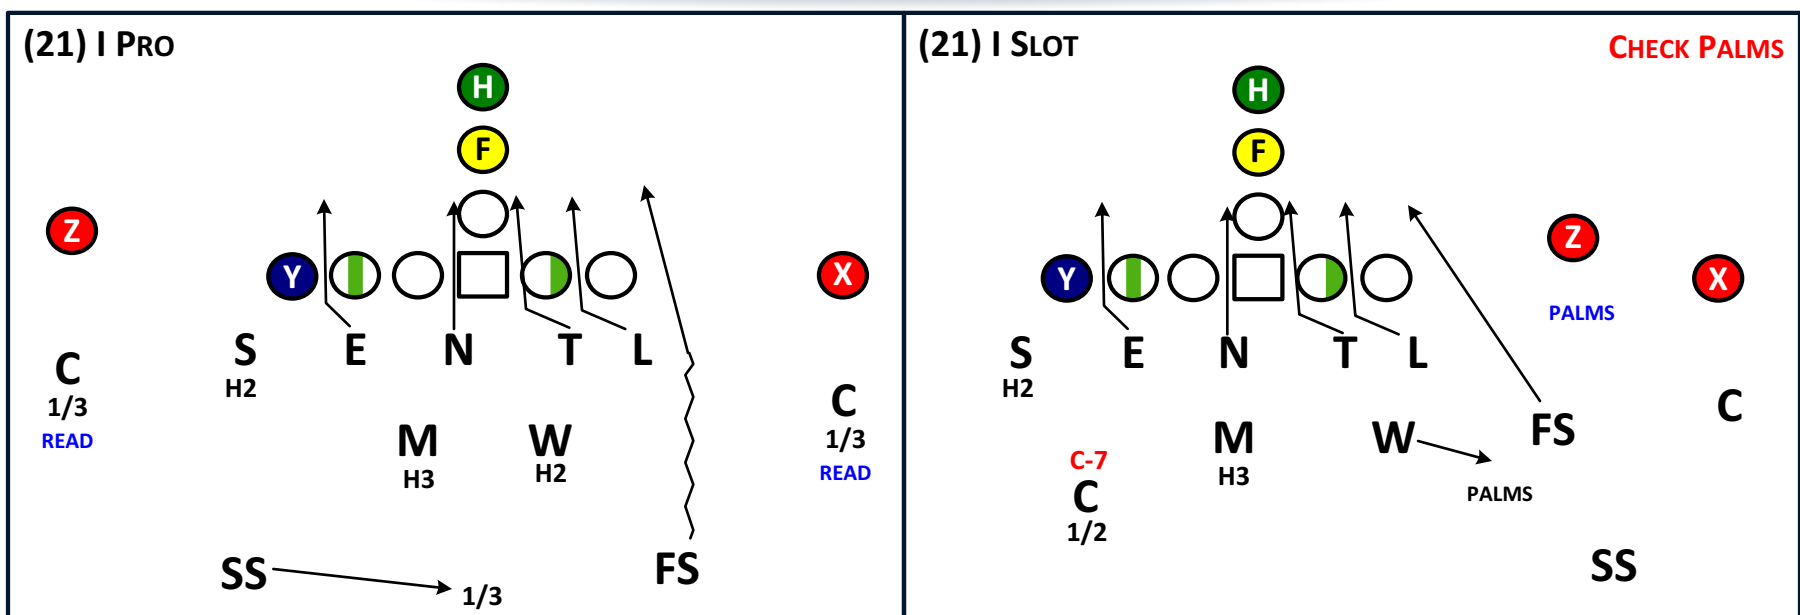 (21) I PRO
H
F
Z
Y
X
S
E
N
T
L
H2
C
1/3
READ
C
1/3
READ
M
H3
W
H2
SS
1/3
FS
(21) I SLOT
CHECK PALMS
H
F
Z
Y
X
PALMS
S
E
N
T
L
H2
C
M
H3
W
FS
C-7
C
1/2
PALMS
SS